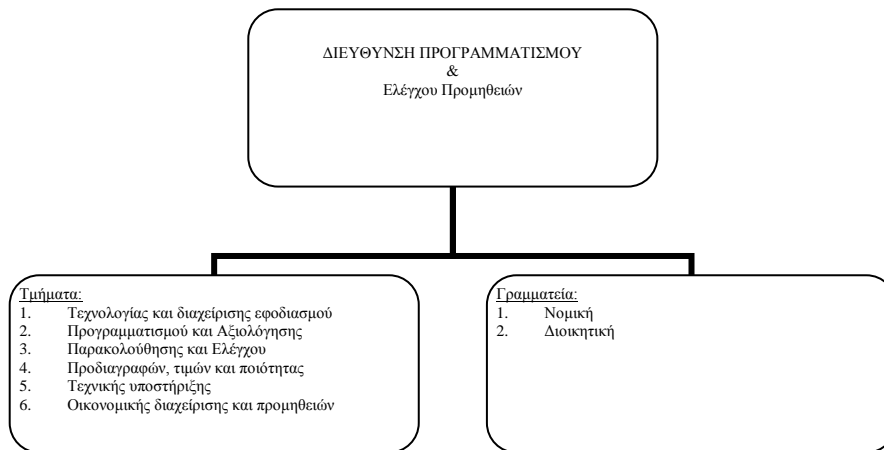 ΔΙΕΥΘΥΝΣΗ ΠΡΟΓΡΑΜΜΑΤΙΣΜΟΥ
&
Ελέγχου Προμηθειών
Τμήματα:
1. Τεχνολογίας και διαχείρισης εφοδιασμού
2. Προγραμματισμού και Αξιολόγησης
3. Παρακολούθησης και Ελέγχου
4. Προδιαγραφών, τιμών και ποιότητας
5. Τεχνικής υποστήριξης
6. Οικονομικής διαχείρισης και προμηθειών
Γραμματεία:
1. Νομική
2. Διοικητική